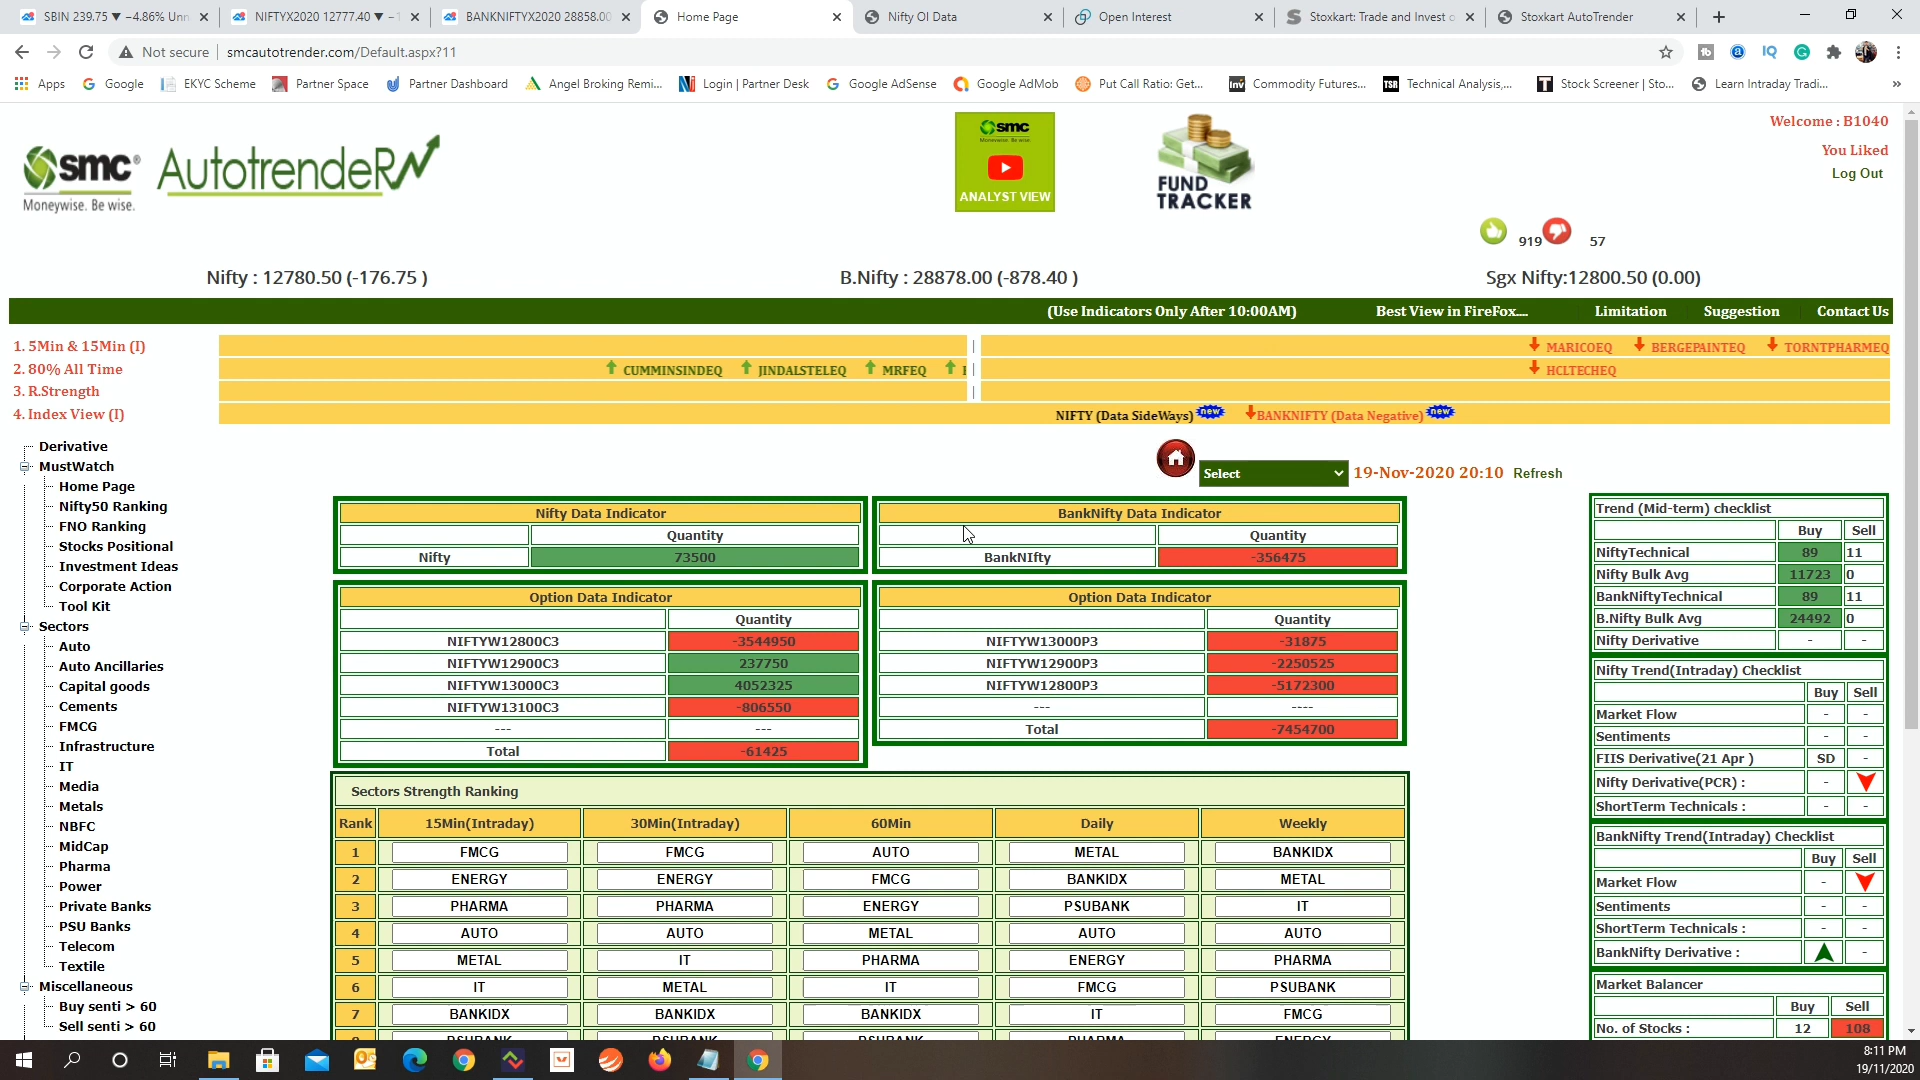 SBIN 239.75 ▼ −4.86% Unn
NIFTYX2020 12777.40 ▼ −1
BANKNIFTYX2020 28858.00
Home Page
Nifty OI Data
Open Interest
Stoxkart: Trade and Invest o
Stoxkart AutoTrender
Not secure
smcautotrender.com/Default.aspx?11
Apps
Google
EKYC Scheme
Partner Space
Partner Dashboard
Angel Broking Remi...
Login | Partner Desk
Google AdSense
Google AdMob
Put Call Ratio: Get...
Commodity Futures...
Technical Analysis,...
Stock Screener | Sto...
Learn Intraday Tradi...
smc
Moneywise. Be wise.
AutotrendeR
smc
Moneywise. Be wise.
ANALYST VIEW
FUND
TRACKER
Welcome : B1040
You Liked
Log Out
919
57
Nifty : 12780.50 (-176.75 )
B.Nifty : 28878.00 (-878.40 )
Sgx Nifty:12800.50 (0.00)
(Use Indicators Only After 10:00AM)
Best View in FireFox....
Limitation
Suggestion
Contact Us
1. 5Min & 15Min (I)
MARICOEQ BERGEPAINTEQ TORNTPHARMEQ
2. 80% All Time
CUMMINSINDEQ JINDALSTELEQ MRFEQ
HCLTECHEQ
3. R.Strength
4. Index View (I)
NIFTY (Data SideWays) new BANKNIFTY (Data Negative) new
Select
19-Nov-2020 20:10 Refresh
Derivative
MustWatch
Home Page
Nifty50 Ranking
FNO Ranking
Stocks Positional
Investment Ideas
Corporate Action
Tool Kit
Sectors
Auto
Auto Ancillaries
Capital goods
Cements
FMCG
Infrastructure
IT
Media
Metals
NBFC
MidCap
Pharma
Power
Private Banks
PSU Banks
Telecom
Textile
Miscellaneous
Buy senti > 60
Sell senti > 60
Nifty Data Indicator
Quantity
Nifty 73500
BankNifty Data Indicator
Quantity
BankNIfty -356475
Option Data Indicator
Quantity
NIFTYW12800C3 -3544950
NIFTYW12900C3 237750
NIFTYW13000C3 4052325
NIFTYW13100C3 -806550
--- ---
Total -61425
Option Data Indicator
Quantity
NIFTYW13000P3 -31875
NIFTYW12900P3 -2250525
NIFTYW12800P3 -5172300
--- ----
Total -7454700
Sectors Strength Ranking
Rank 15Min(Intraday) 30Min(Intraday) 60Min Daily Weekly
1 FMCG FMCG AUTO METAL BANKIDX
2 ENERGY ENERGY FMCG BANKIDX METAL
3 PHARMA PHARMA ENERGY PSUBANK IT
4 AUTO AUTO METAL AUTO AUTO
5 METAL IT PHARMA ENERGY PHARMA
6 IT METAL IT FMCG PSUBANK
7 BANKIDX BANKIDX BANKIDX IT FMCG
Trend (Mid-term) checklist
Buy Sell
NiftyTechnical 89 11
Nifty Bulk Avg 11723 0
BankNiftyTechnical 89 11
B.Nifty Bulk Avg 24492 0
Nifty Derivative - -
Nifty Trend(Intraday) Checklist
Buy Sell
Market Flow - -
Sentiments - -
FIIS Derivative(21 Apr ) SD -
Nifty Derivative(PCR) : -
ShortTerm Technicals : - -
BankNifty Trend(Intraday) Checklist
Buy Sell
Market Flow -
Sentiments - -
ShortTerm Technicals : - -
BankNifty Derivative : -
Market Balancer
Buy Sell
No. of Stocks : 12 108
8:11 PM
19/11/2020